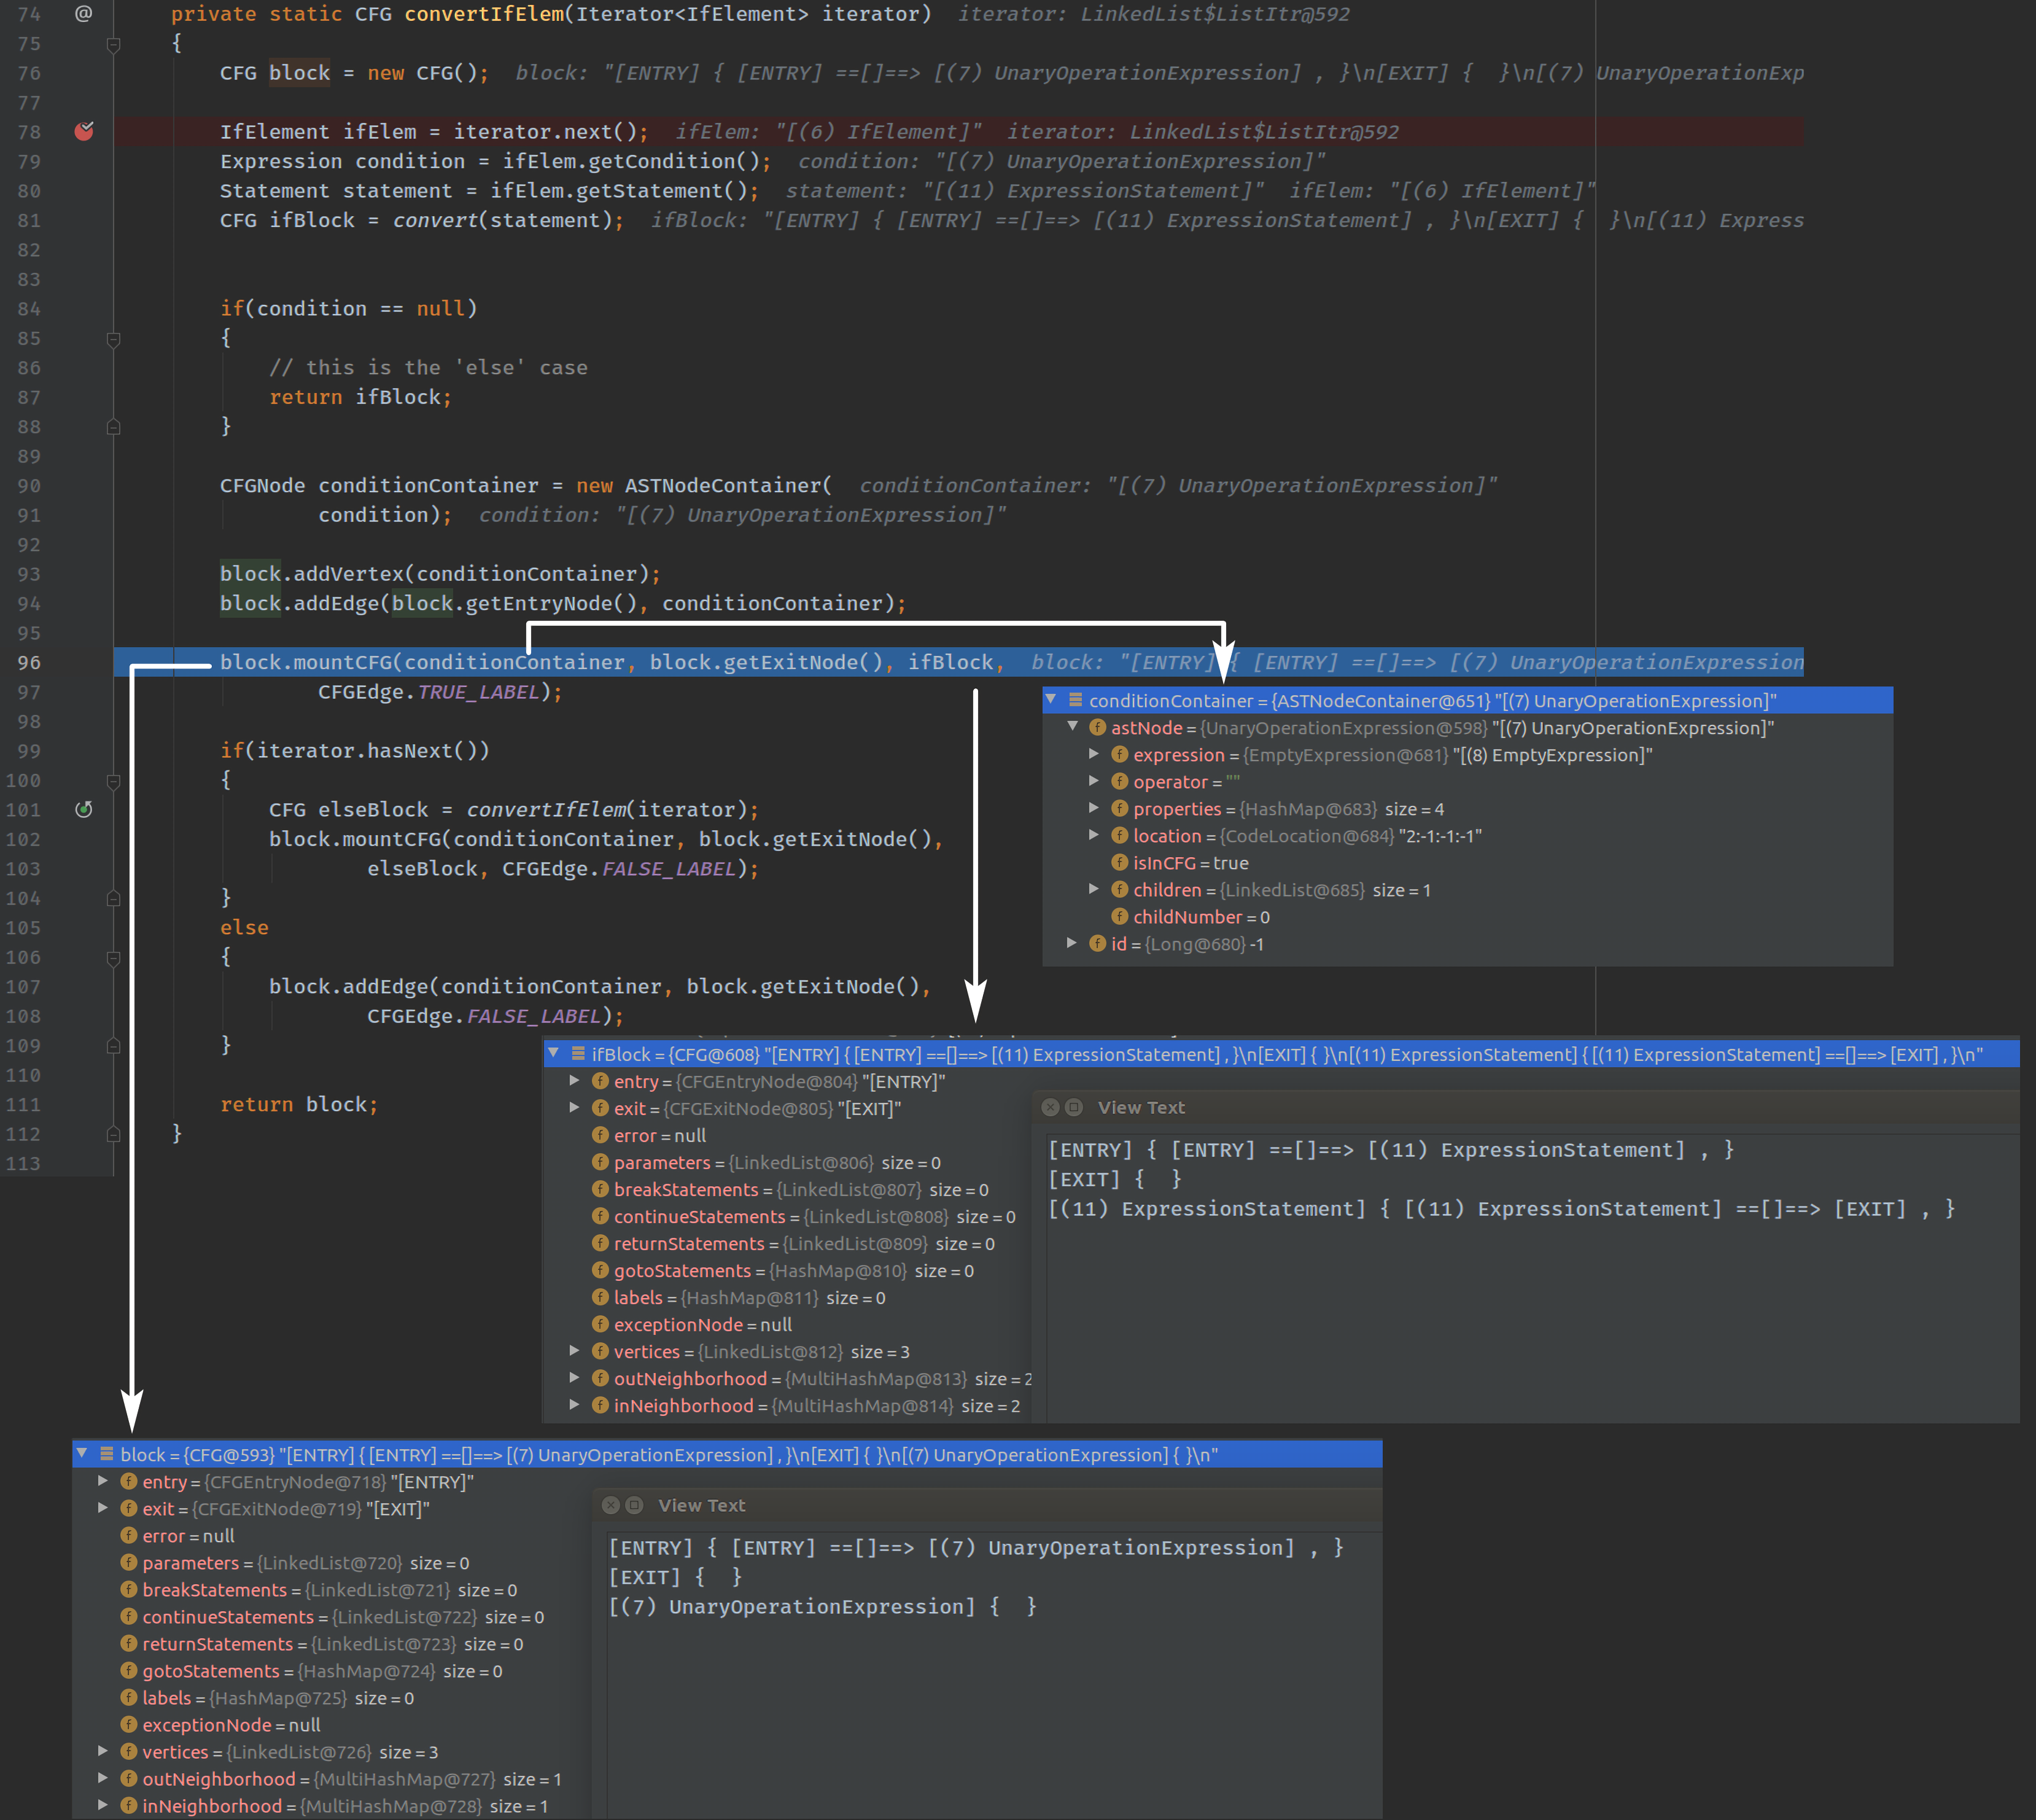 74 @ private static CFG convertIfElem(Iterator<IfElement> iterator) iterator: LinkedList$ListItr@592
75 {
76 CFG block = new CFG(); block: "[ENTRY] { [ENTRY] ==[]==> [(7) UnaryOperationExpression] , }\n[EXIT] {  }\n[(7) UnaryOperationExp
77
78 IfElement ifElem = iterator.next(); ifElem: "[(6) IfElement]" iterator: LinkedList$ListItr@592
79 Expression condition = ifElem.getCondition(); condition: "[(7) UnaryOperationExpression]"
80 Statement statement = ifElem.getStatement(); statement: "[(11) ExpressionStatement]" ifElem: "[(6) IfElement]"
81 CFG ifBlock = convert(statement); ifBlock: "[ENTRY] { [ENTRY] ==[]==> [(11) ExpressionStatement] , }\n[EXIT] {  }\n[(11) Express
82
83
84 if(condition == null)
85 {
86 // this is the 'else' case
87 return ifBlock;
88 }
89
90 CFGNode conditionContainer = new ASTNodeContainer( conditionContainer: "[(7) UnaryOperationExpression]"
91 condition); condition: "[(7) UnaryOperationExpression]"
92
93 block.addVertex(conditionContainer);
94 block.addEdge(block.getEntryNode(), conditionContainer);
95
96 block.mountCFG(conditionContainer, block.getExitNode(), ifBlock, block: "[ENTRY] { [ENTRY] ==[]==> [(7) UnaryOperationExpression
97 CFGEdge.TRUE_LABEL);
98
99 if(iterator.hasNext())
100 {
101 CFG elseBlock = convertIfElem(iterator);
102 block.mountCFG(conditionContainer, block.getExitNode(),
103 elseBlock, CFGEdge.FALSE_LABEL);
104 }
105 else
106 {
107 block.addEdge(conditionContainer, block.getExitNode(),
108 CFGEdge.FALSE_LABEL);
109 }
110
111 return block;
112 }
113
conditionContainer = {ASTNodeContainer@651} "[(7) UnaryOperationExpression]"
f astNode = {UnaryOperationExpression@598} "[(7) UnaryOperationExpression]"
f expression = {EmptyExpression@681} "[(8) EmptyExpression]"
f operator = ""
f properties = {HashMap@683} size = 4
f location = {CodeLocation@684} "2:-1:-1:-1"
f isInCFG = true
f children = {LinkedList@685} size = 1
f childNumber = 0
f id = {Long@680} -1
ifBlock = {CFG@608} "[ENTRY] { [ENTRY] ==[]==> [(11) ExpressionStatement] , }\n[EXIT] {  }\n[(11) ExpressionStatement] { [(11) ExpressionStatement] ==[]==> [EXIT] , }\n"
f entry = {CFGEntryNode@804} "[ENTRY]"
f exit = {CFGExitNode@805} "[EXIT]"
f error = null
f parameters = {LinkedList@806} size = 0
f breakStatements = {LinkedList@807} size = 0
f continueStatements = {LinkedList@808} size = 0
f returnStatements = {LinkedList@809} size = 0
f gotoStatements = {HashMap@810} size = 0
f labels = {HashMap@811} size = 0
f exceptionNode = null
f vertices = {LinkedList@812} size = 3
f outNeighborhood = {MultiHashMap@813} size = 2
f inNeighborhood = {MultiHashMap@814} size = 2
View Text
[ENTRY] { [ENTRY] ==[]==> [(11) ExpressionStatement] , }
[EXIT] {  }
[(11) ExpressionStatement] { [(11) ExpressionStatement] ==[]==> [EXIT] , }
block = {CFG@593} "[ENTRY] { [ENTRY] ==[]==> [(7) UnaryOperationExpression] , }\n[EXIT] {  }\n[(7) UnaryOperationExpression] {  }\n"
f entry = {CFGEntryNode@718} "[ENTRY]"
f exit = {CFGExitNode@719} "[EXIT]"
f error = null
f parameters = {LinkedList@720} size = 0
f breakStatements = {LinkedList@721} size = 0
f continueStatements = {LinkedList@722} size = 0
f returnStatements = {LinkedList@723} size = 0
f gotoStatements = {HashMap@724} size = 0
f labels = {HashMap@725} size = 0
f exceptionNode = null
f vertices = {LinkedList@726} size = 3
f outNeighborhood = {MultiHashMap@727} size = 1
f inNeighborhood = {MultiHashMap@728} size = 1
View Text
[ENTRY] { [ENTRY] ==[]==> [(7) UnaryOperationExpression] , }
[EXIT] {  }
[(7) UnaryOperationExpression] {  }